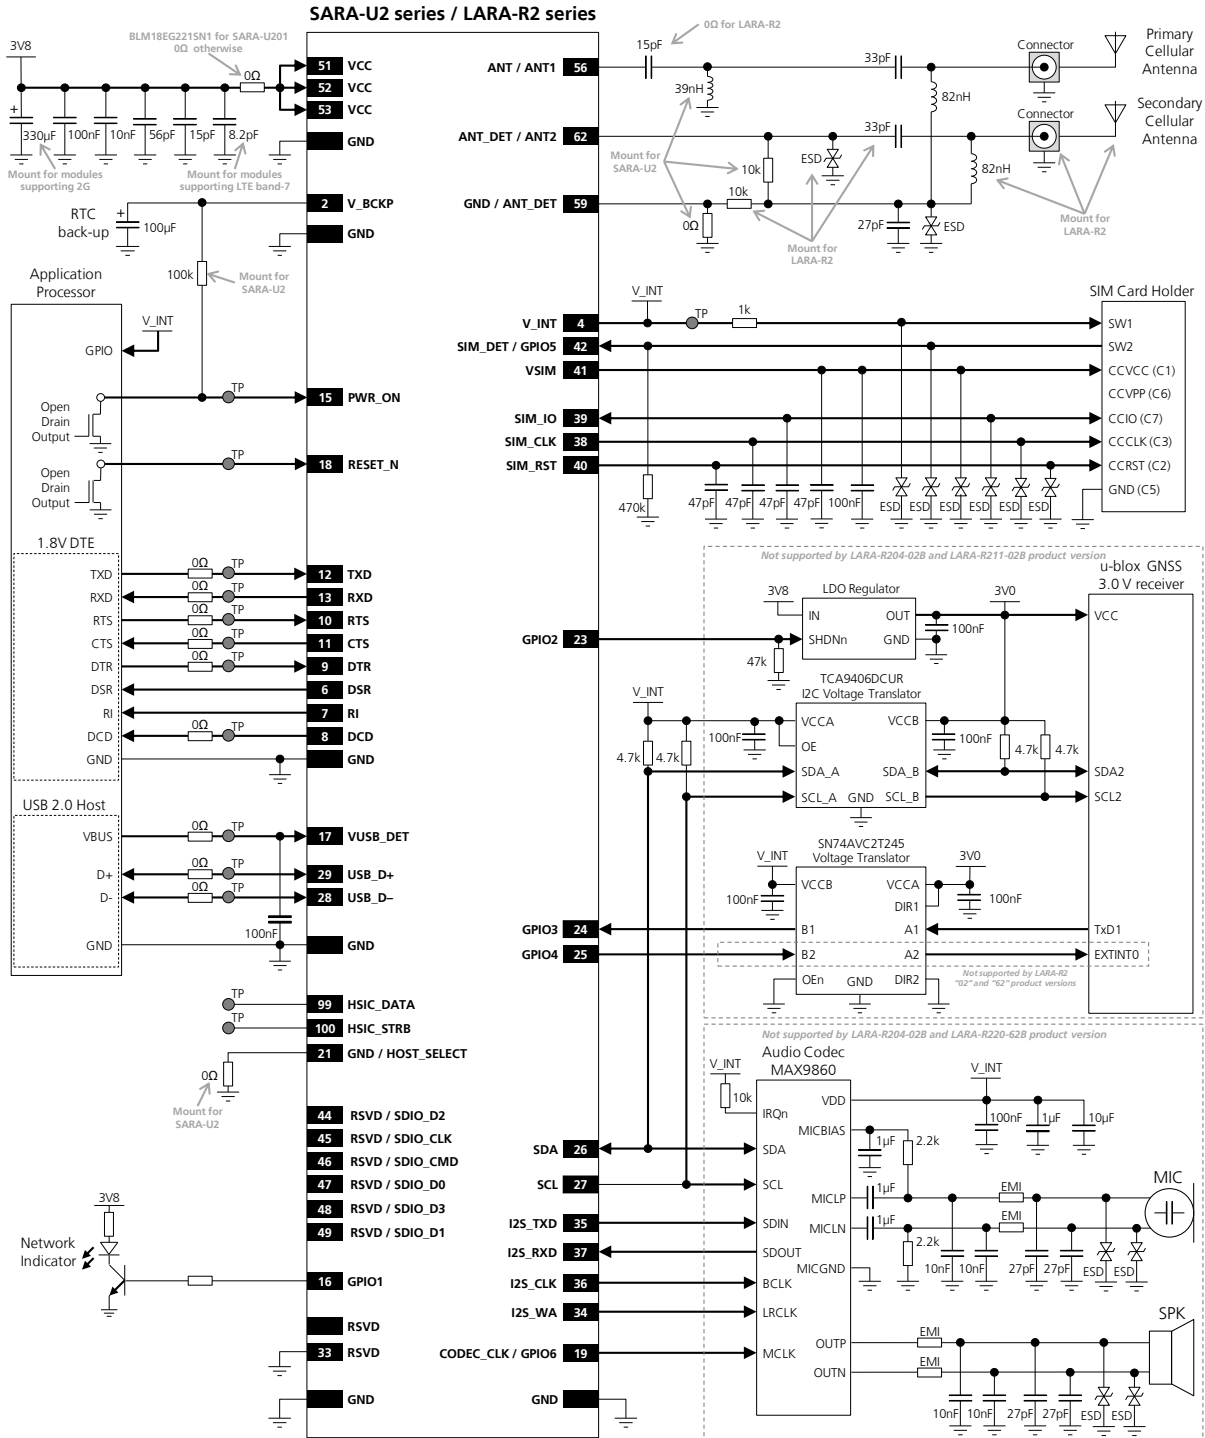 SARA-U2 series / LARA-R2 series
3V8
BLM18EG221SN1 for SARA-U201
0Ω otherwise
0Ω
330µF
100nF
10nF
56pF
15pF
8.2pF
Mount for modules
supporting 2G
Mount for modules
supporting LTE band-7
51 VCC
52 VCC
53 VCC
GND
RTC
back-up
100µF
2 V_BCKP
GND
100k
Mount for
SARA-U2
Application
Processor
V_INT
GPIO
Open
Drain
Output
TP
15 PWR_ON
Open
Drain
Output
TP
18 RESET_N
1.8V DTE
TXD 0Ω TP 12 TXD
RXD 0Ω TP 13 RXD
RTS 0Ω TP 10 RTS
CTS 0Ω TP 11 CTS
DTR 0Ω TP 9 DTR
DSR 6 DSR
RI 7 RI
DCD 0Ω TP 8 DCD
GND GND
USB 2.0 Host
VBUS 0Ω TP 17 VUSB_DET
D+ 0Ω TP 29 USB_D+
D- 0Ω TP 28 USB_D–
100nF
GND GND
TP 99 HSIC_DATA
TP 100 HSIC_STRB
21 GND / HOST_SELECT
0Ω
Mount for
SARA-U2
44 RSVD / SDIO_D2
45 RSVD / SDIO_CLK
46 RSVD / SDIO_CMD
47 RSVD / SDIO_D0
48 RSVD / SDIO_D3
49 RSVD / SDIO_D1
3V8
Network
Indicator
16 GPIO1
RSVD
33 RSVD
GND
ANT / ANT1 56
15pF
0Ω for LARA-R2
39nH
33pF
82nH
Connector
Primary
Cellular
Antenna
ANT_DET / ANT2 62
Mount for
SARA-U2
10k
ESD
33pF
82nH
Connector
Secondary
Cellular
Antenna
GND / ANT_DET 59
0Ω
10k
27pF
ESD
Mount for
LARA-R2
Mount for
LARA-R2
V_INT
SIM Card Holder
V_INT 4 TP 1k SW1
SIM_DET / GPIO5 42 SW2
VSIM 41 CCVCC (C1)
CCVPP (C6)
SIM_IO 39 CCIO (C7)
SIM_CLK 38 CCCLK (C3)
SIM_RST 40 CCRST (C2)
GND (C5)
470k
47pF 47pF 47pF 47pF 100nF ESD ESD ESD ESD ESD ESD
Not supported by LARA-R204-02B and LARA-R211-02B product version
u-blox GNSS
3.0 V receiver
3V8
LDO Regulator
3V0
IN OUT VCC
100nF
GPIO2 23 SHDNn GND
47k
TCA9406DCUR
I2C Voltage Translator
V_INT
VCCA VCCB
100nF
100nF
OE
4.7k 4.7k
4.7k 4.7k
SDA_A SDA_B SDA2
SCL_A GND SCL_B SCL2
SN74AVC2T245
Voltage Translator
V_INT
3V0
VCCB VCCA
100nF
100nF
DIR1
GPIO3 24 B1 A1 TxD1
GPIO4 25 B2 A2 EXTINT0
Not supported by LARA-R2
"02" and "62" product versions
OEn GND DIR2
Not supported by LARA-R204-02B and LARA-R220-62B product version
Audio Codec
MAX9860
V_INT
10k
V_INT
VDD
IRQn
100nF 1µF 10µF
MICBIAS
1µF
2.2k
SDA 26 SDA
SCL 27 SCL
MICLP 1µF EMI
MIC
I2S_TXD 35 SDIN
MICLN 1µF EMI
2.2k
I2S_RXD 37 SDOUT
10nF 10nF 27pF 27pF ESD ESD
MICGND
I2S_CLK 36 BCLK
I2S_WA 34 LRCLK
SPK
OUTP EMI
CODEC_CLK / GPIO6 19 MCLK
OUTN EMI
GND
10nF 10nF 27pF 27pF ESD ESD